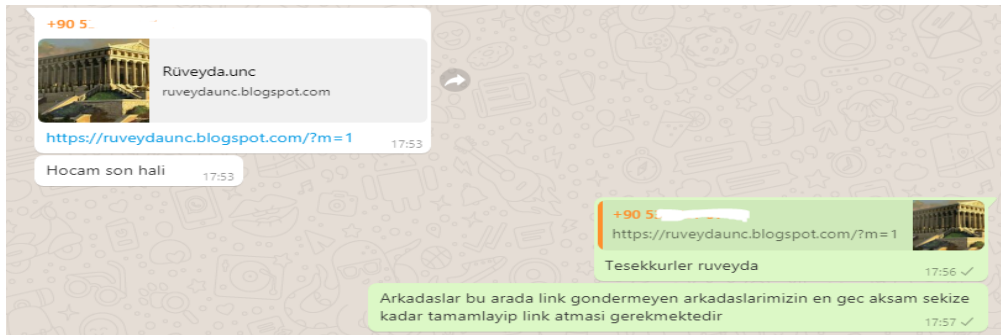 +90 5
Rüveyda.unc
ruveydaunc.blogspot.com
https://ruveydaunc.blogspot.com/?m=1
17:53
Hocam son hali
17:53
+90 5
https://ruveydaunc.blogspot.com/?m=1
Tesekkurler ruveyda
17:56
Arkadaslar bu arada link gondermeyen arkadaslarimizin en gec aksam sekize
kadar tamamlayip link atmasi gerekmektedir
17:57